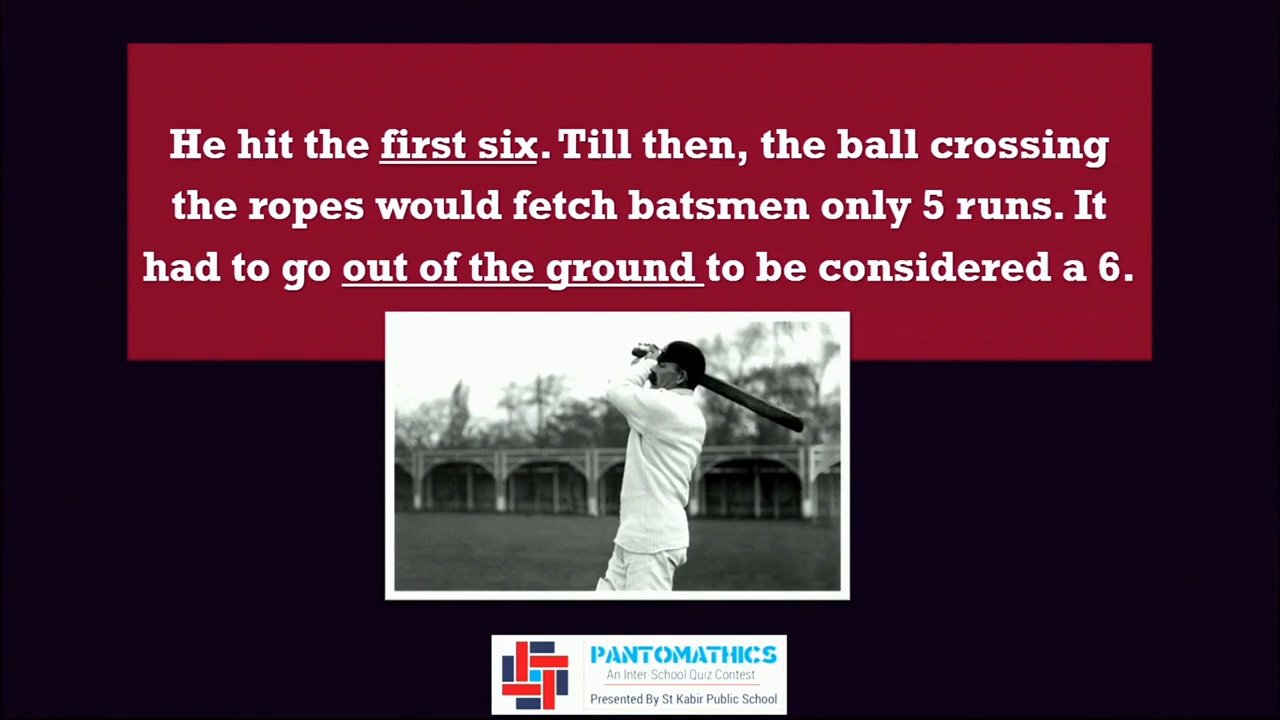 He hit the first six. Till then, the ball crossing
the ropes would fetch batsmen only 5 runs. It
had to go out of the ground to be considered a 6.
PANTOMATHICS
An Inter-School Quiz Contest
Presented By St Kabir Public School